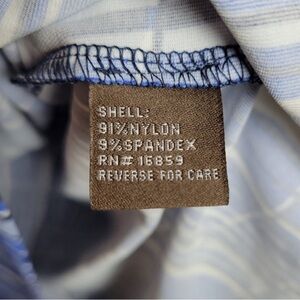 SHELL:
91%NYLON
9%SPANDEX
RN# 16859
REVERSE FOR CARE